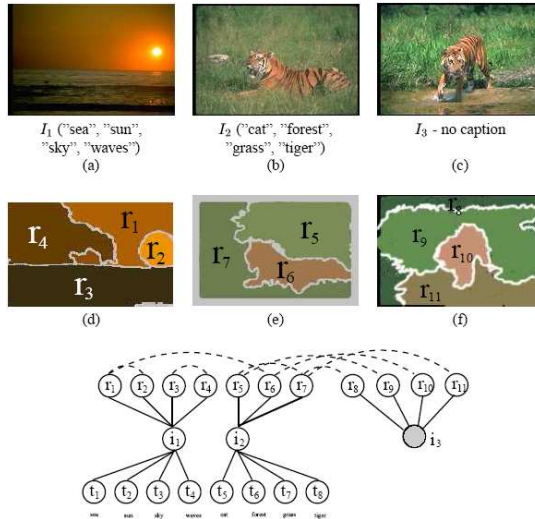 I₁ ("sea", "sun",
"sky", "waves")
(a)
I₂ ("cat", "forest",
"grass", "tiger")
(b)
I₃ - no caption
(c)
r₁
r₄
r₂
r₃
(d)
r₅
r₇
r₆
(e)
r₈
r₉
r₁₀
r₁₁
(f)
r₁ r₂ r₃ r₄ r₅ r₆ r₇ r₈ r₉ r₁₀ r₁₁
i₁ i₂ i₃
t₁ t₂ t₃ t₄ t₅ t₆ t₇ t₈
sea sun sky waves cat forest grass tiger